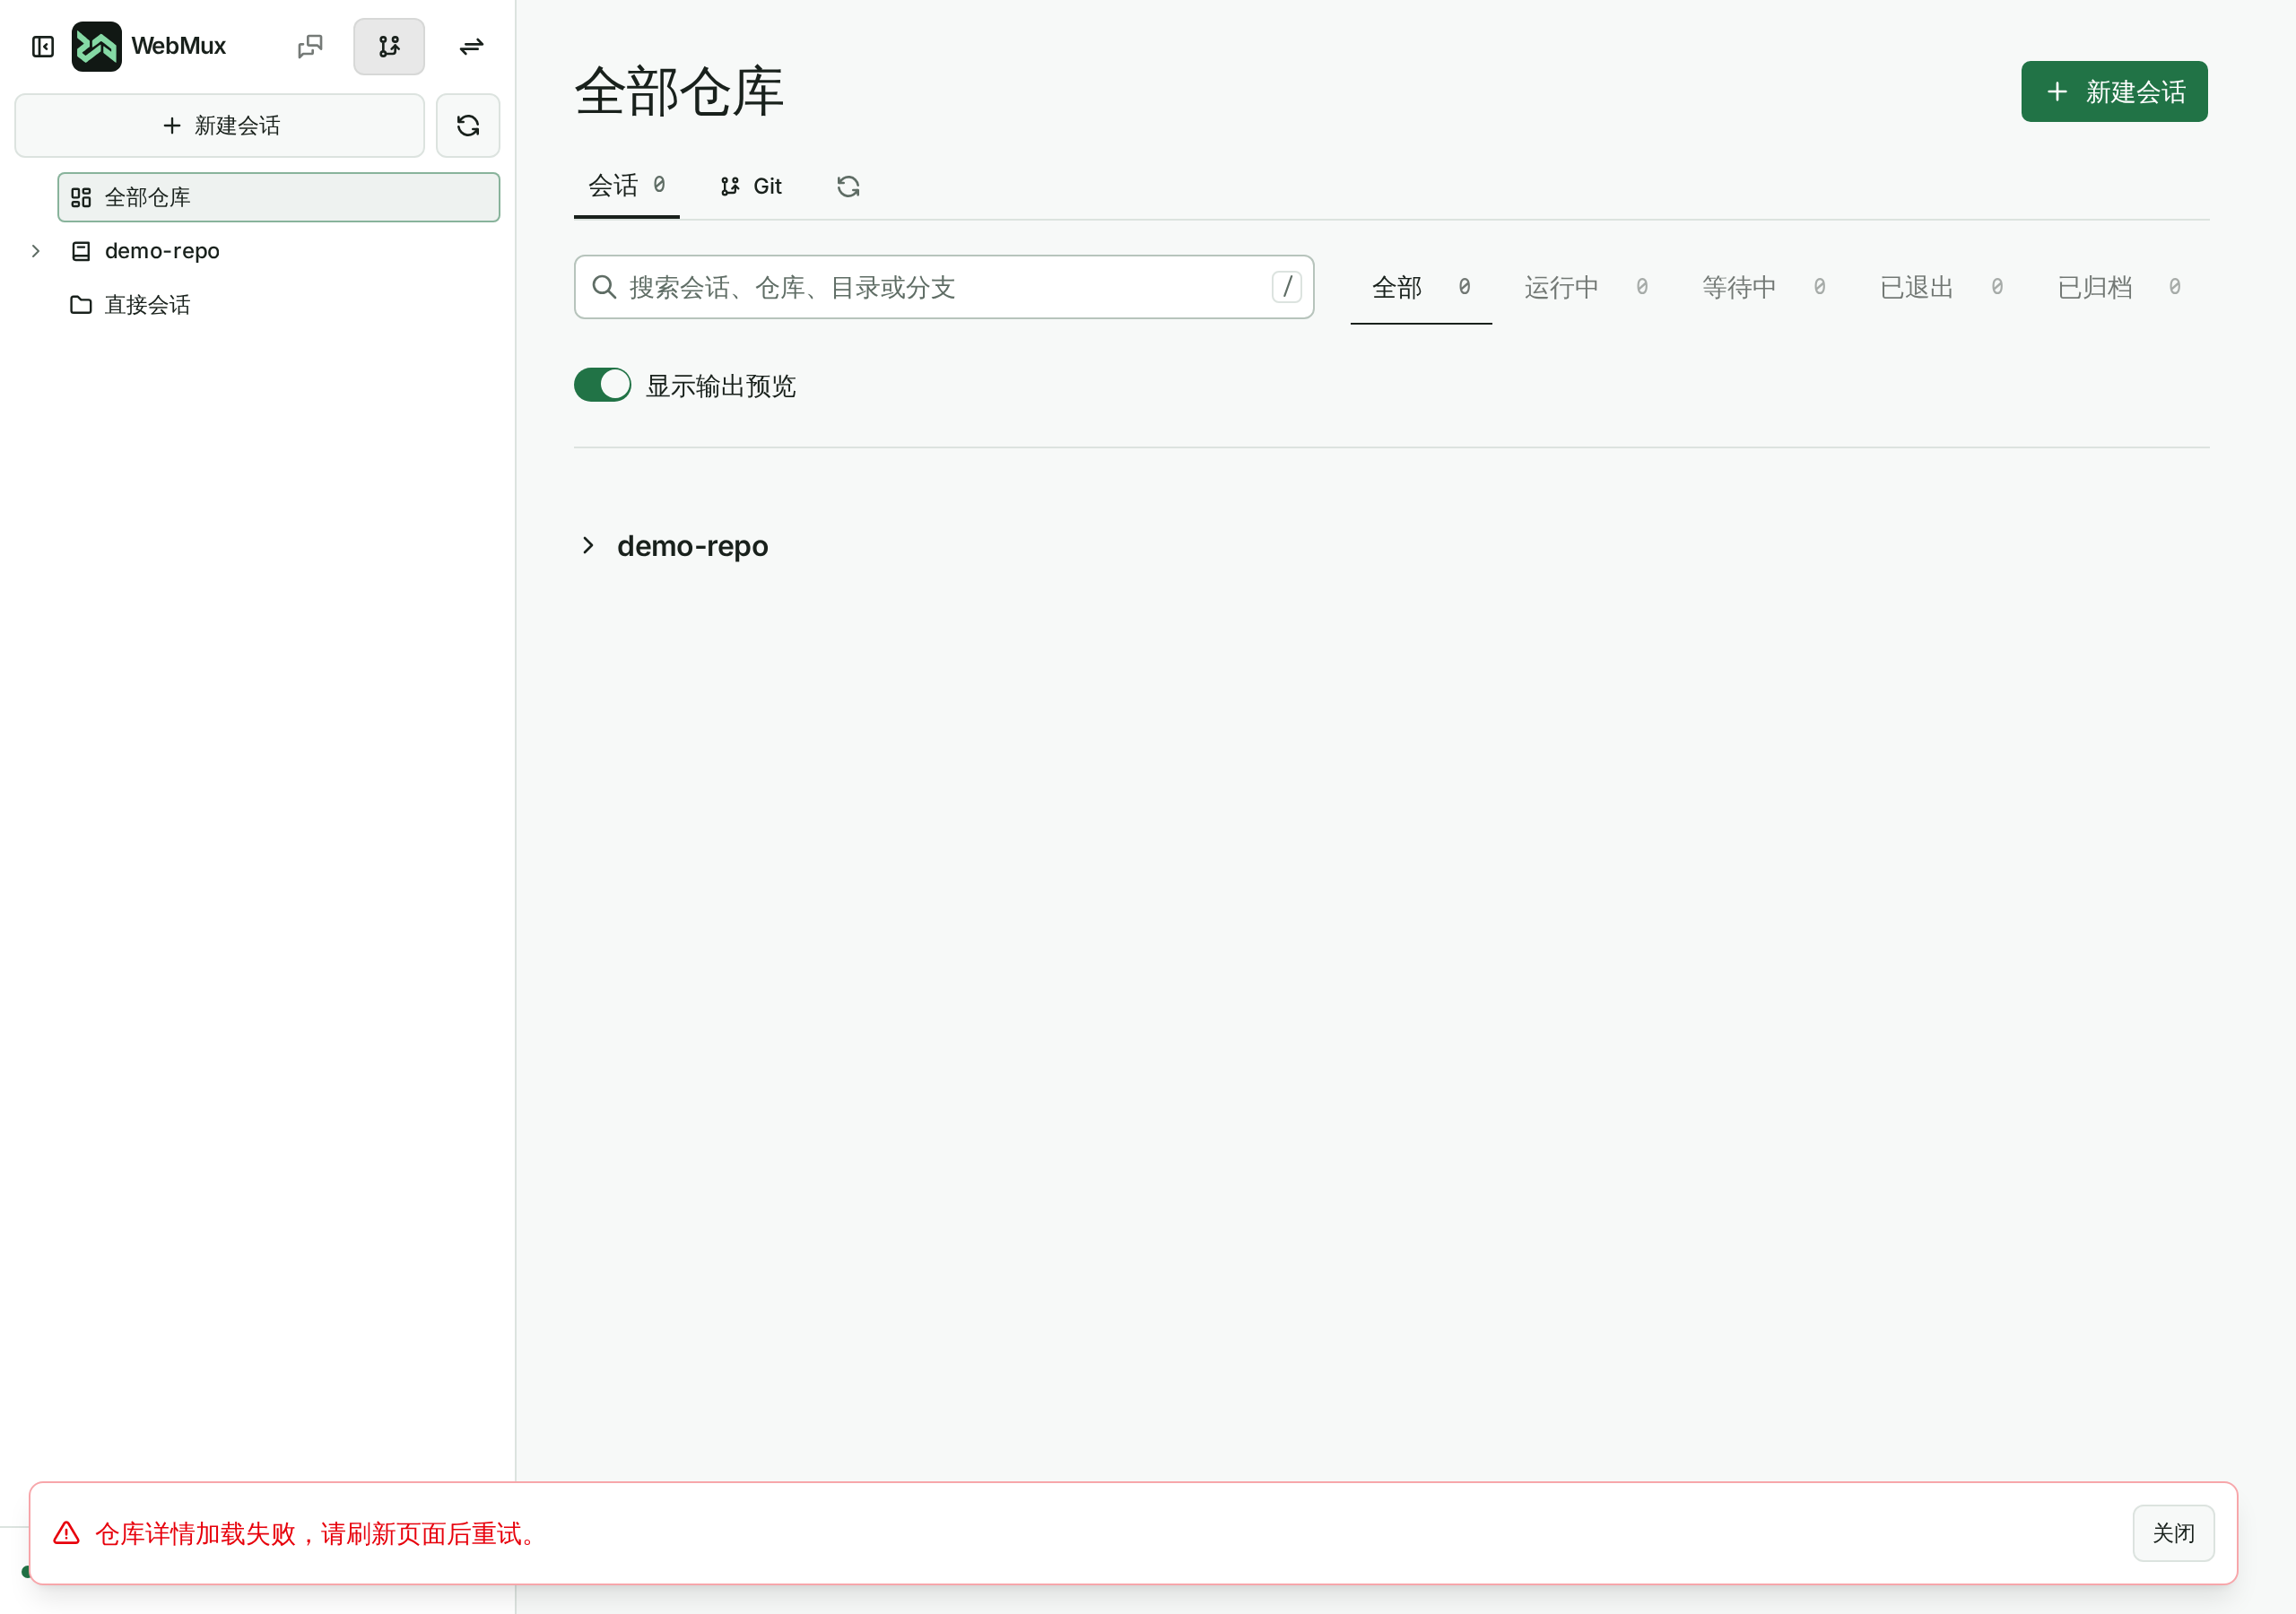 WebMux
新建会话
全部仓库
demo-repo
直接会话
全部仓库
新建会话
会话 0
Git
搜索会话、仓库、目录或分支 /
全部 0 运行中 0 等待中 0 已退出 0 已归档 0
显示输出预览
demo-repo
仓库详情加载失败，请刷新页面后重试。
关闭